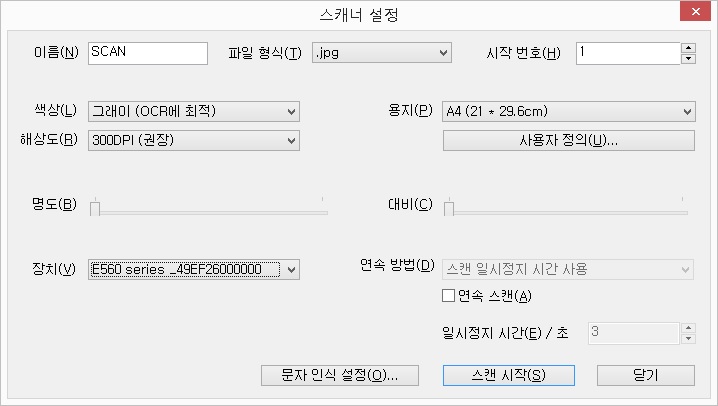 스캐너 설정
이름(N) SCAN 파일 형식(T) .jpg 시작 번호(H) 1
색상(L) 그레이 (OCR에 최적) 용지(P) A4 (21 * 29.6cm)
해상도(R) 300DPI (권장) 사용자 정의(U)...
명도(B) 대비(C)
장치(V) E560 series _49EF26000000 연속 방법(D) 스캔 일시정지 시간 사용
연속 스캔(A)
일시정지 시간(E) / 초 3
문자 인식 설정(O)... 스캔 시작(S) 닫기